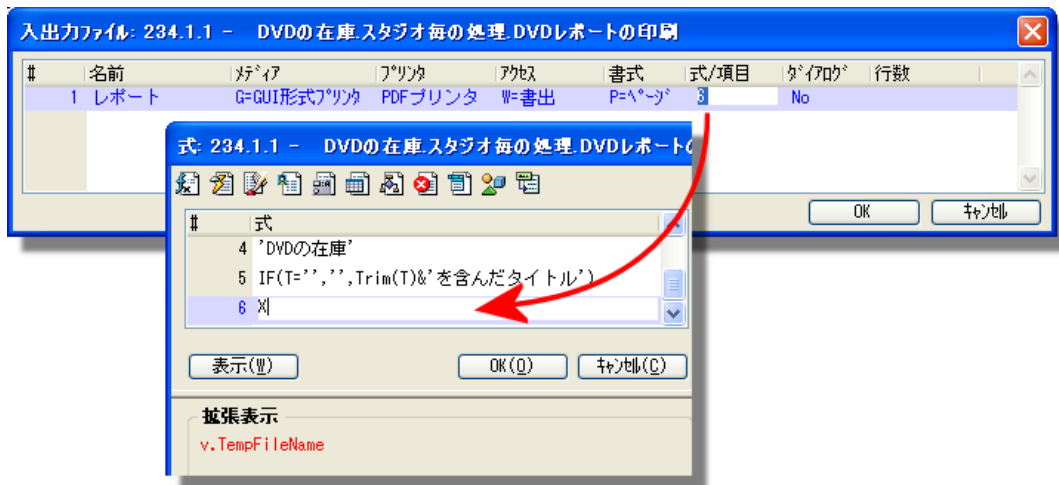 入出力ファイル: 234.1.1 - DVDの在庫.スタジオ毎の処理.DVDレポートの印刷
# 名前 メディア プリンタ アクセス 書式 式/項目 ダイアログ 行数
1 レポート G=GUI形式プリンタ PDFプリンタ W=書出 P=ページ 6 No
OK キャンセル
式: 234.1.1 - DVDの在庫.スタジオ毎の処理.DVDレポートの
# 式
4 'DVDの在庫'
5 IF(T='','',Trim(T)&'を含んだタイトル')
6 X
表示(W) OK(O) キャンセル(C)
拡張表示
v.TempFileName